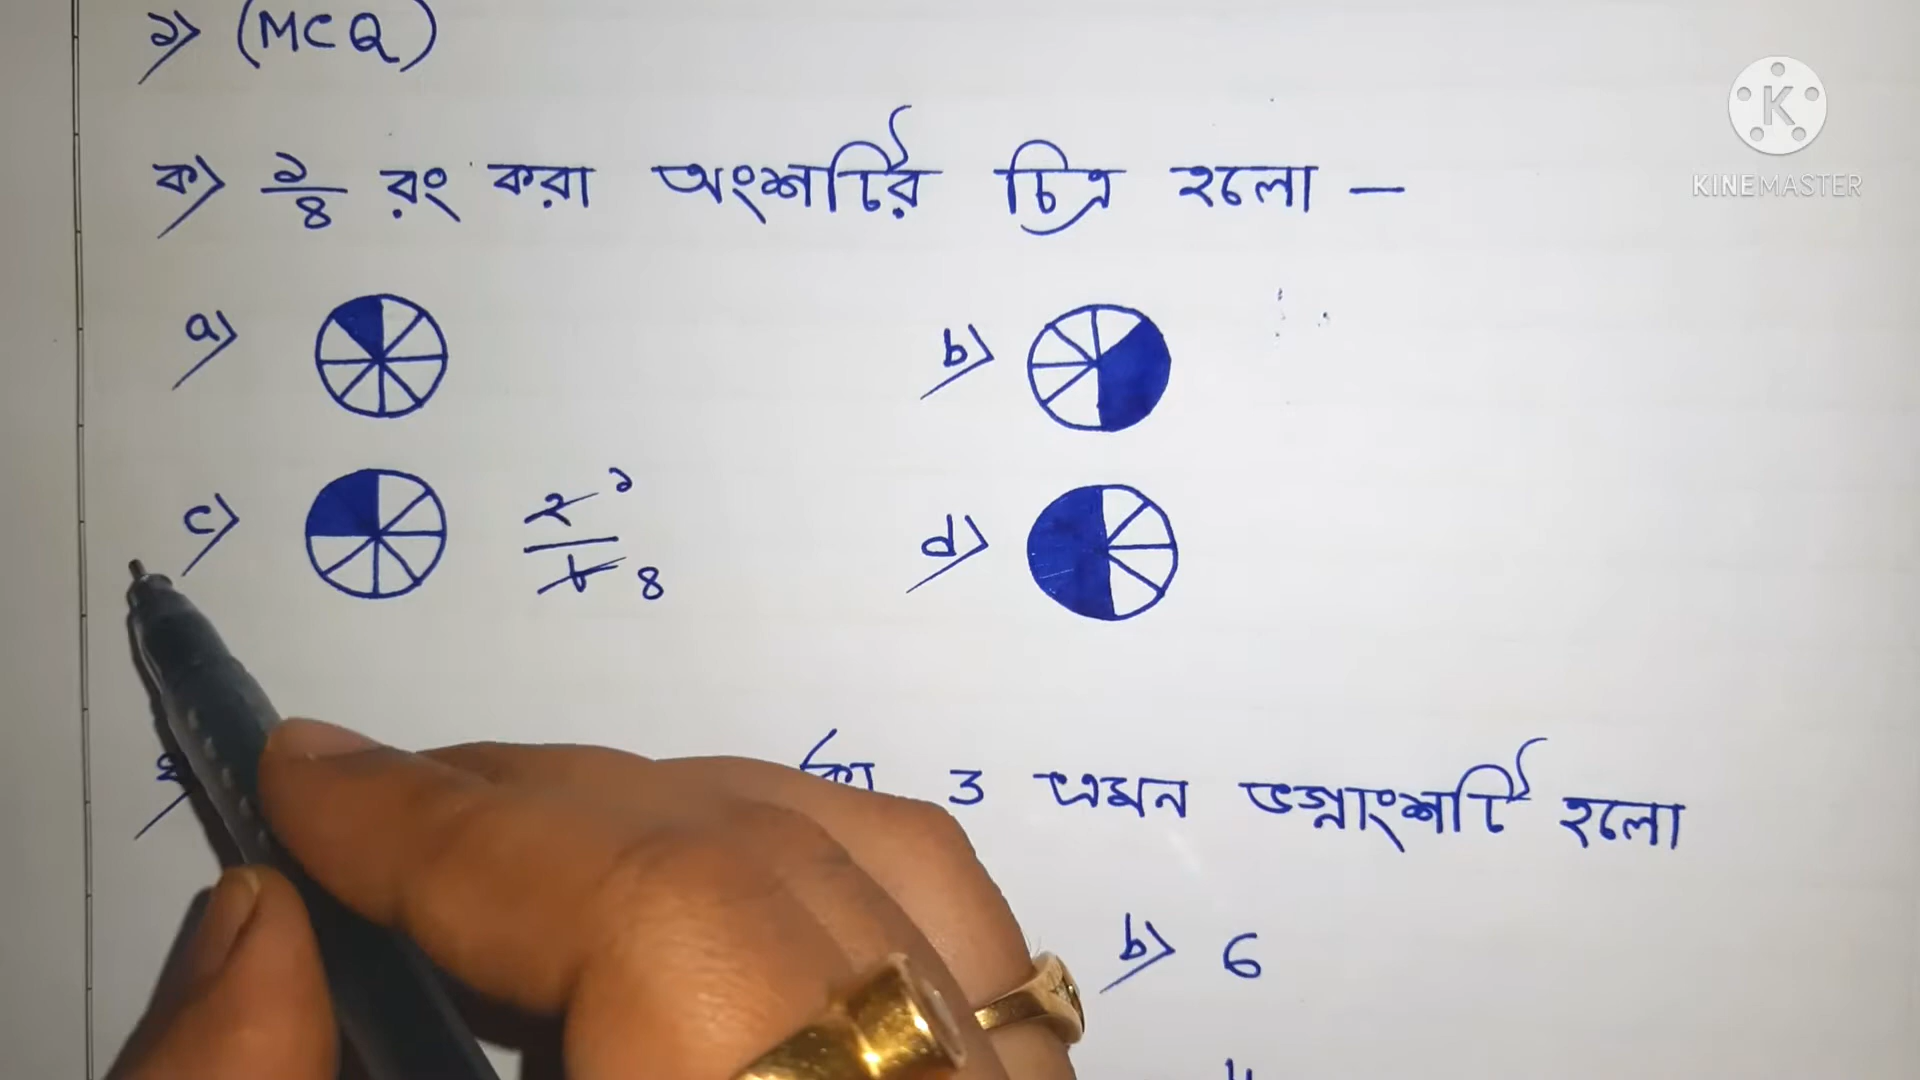 ১) (MCQ)
ক) ১/৪ রং করা অংশটির চিত্র হলো —
a)
b)
c) ২ ১
৮ ৪
d)
3 এমন ভগ্নাংশটি হলো
b) 6
KINEMASTER